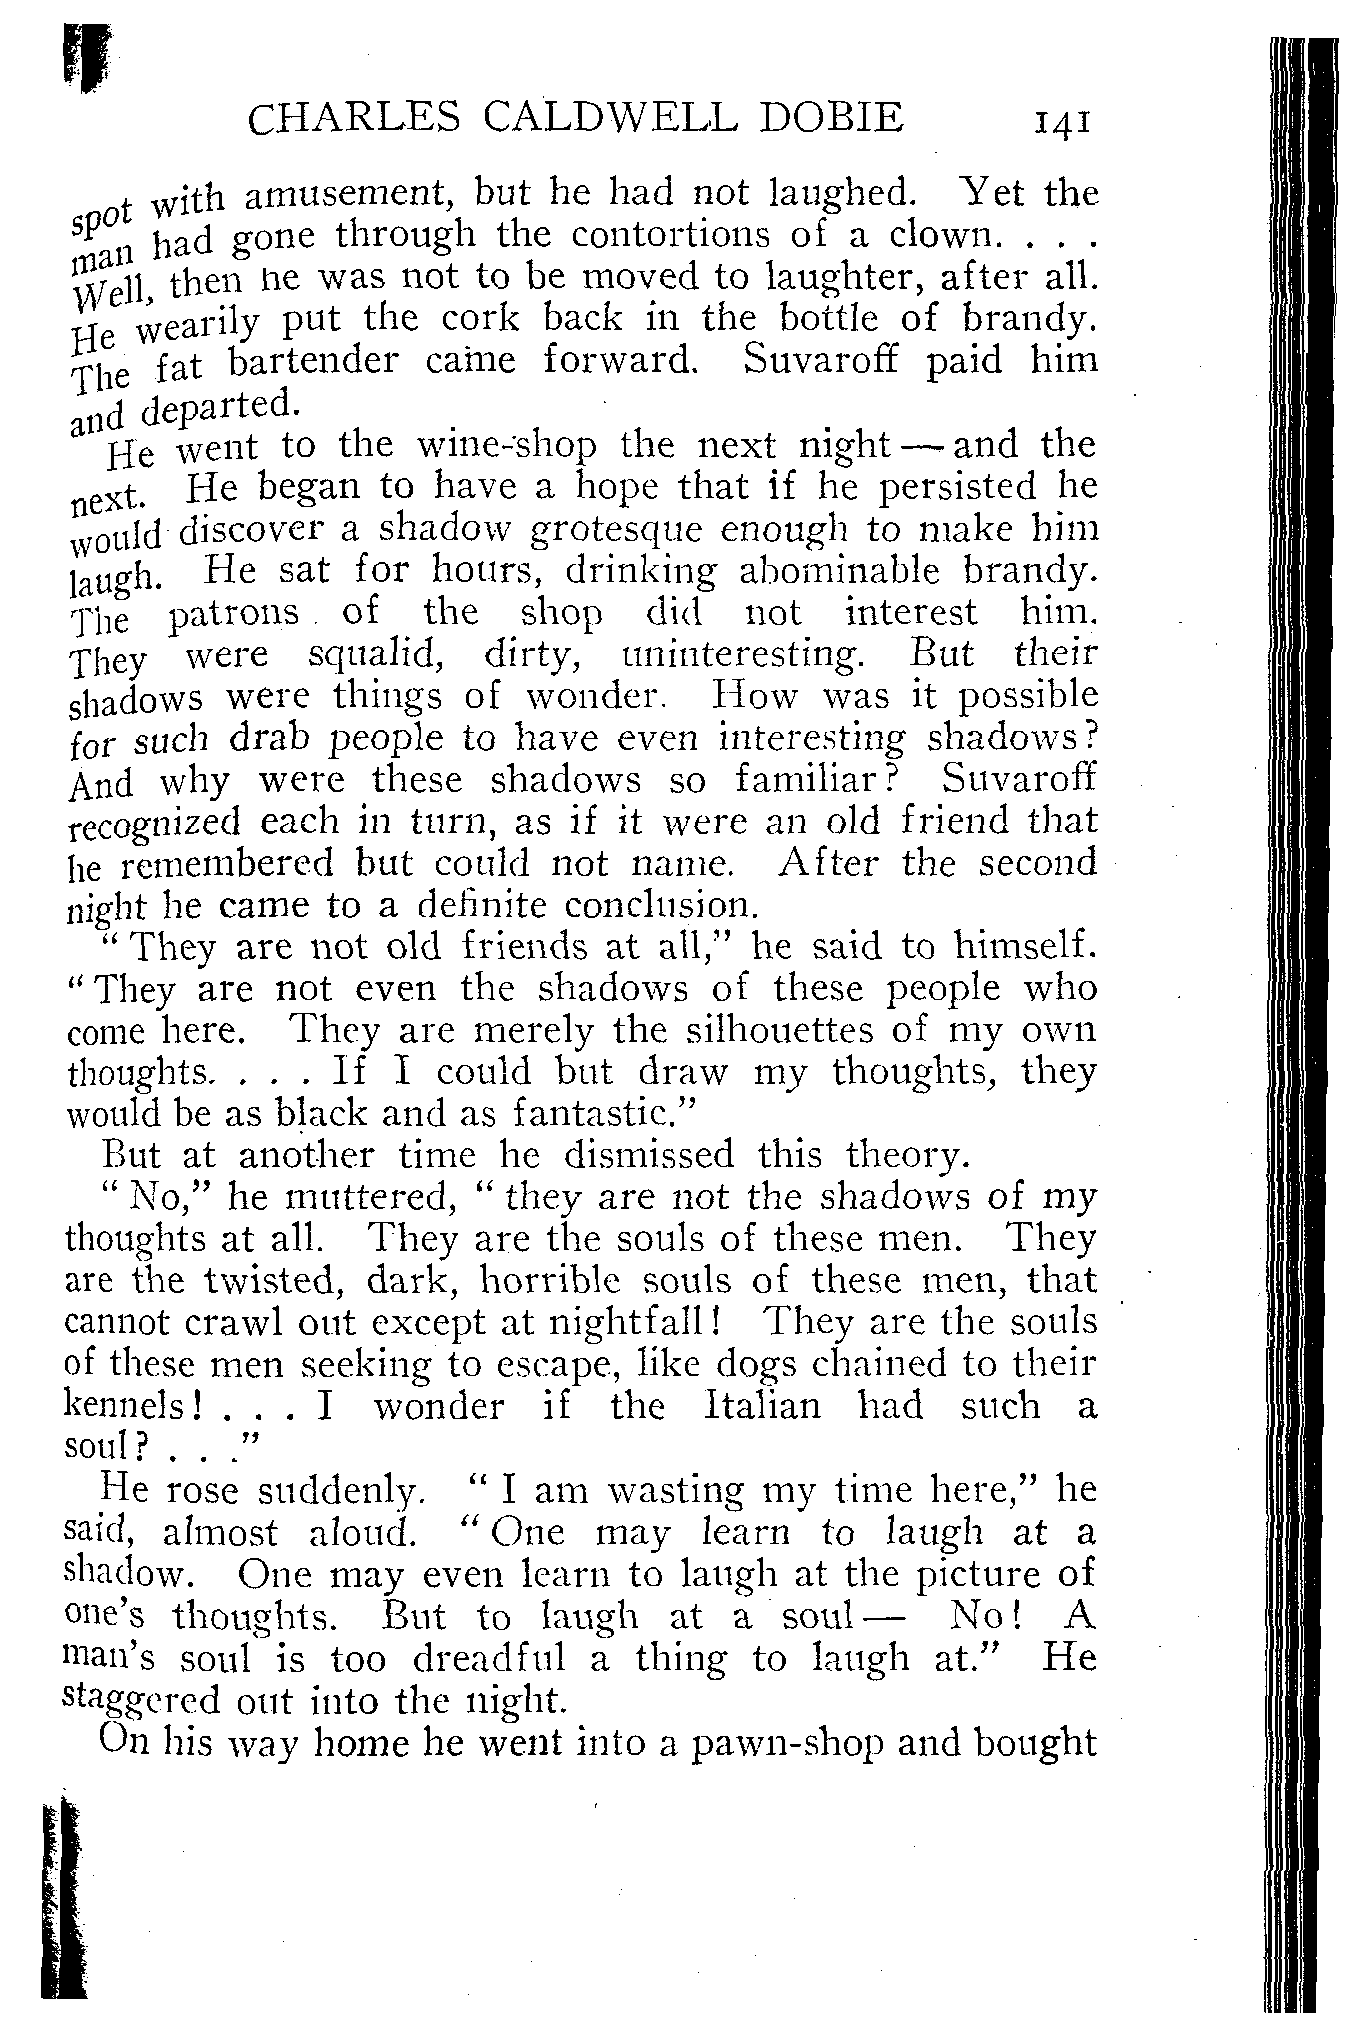 CHARLES CALDWELL DOBIE 141
spot with amusement, but he had not laughed. Yet the
man had gone through the contortions of a clown. . . .
Well, then he was not to be moved to laughter, after all.
He wearily put the cork back in the bottle of brandy.
The fat bartender came forward. Suvaroff paid him
and departed.
He went to the wine-shop the next night — and the
next. He began to have a hope that if he persisted he
would discover a shadow grotesque enough to make him
laugh. He sat for hours, drinking abominable brandy.
The patrons of the shop did not interest him.
They were squalid, dirty, uninteresting. But their
shadows were things of wonder. How was it possible
for such drab people to have even interesting shadows?
And why were these shadows so familiar? Suvaroff
recognized each in turn, as if it were an old friend that
he remembered but could not name. After the second
night he came to a definite conclusion.
"They are not old friends at all," he said to himself.
"They are not even the shadows of these people who
come here. They are merely the silhouettes of my own
thoughts. . . . If I could but draw my thoughts, they
would be as black and as fantastic."
But at another time he dismissed this theory.
"No," he muttered, "they are not the shadows of my
thoughts at all. They are the souls of these men. They
are the twisted, dark, horrible souls of these men, that
cannot crawl out except at nightfall! They are the souls
of these men seeking to escape, like dogs chained to their
kennels! . . . I wonder if the Italian had such a
soul? . . ."
He rose suddenly. "I am wasting my time here," he
said, almost aloud. "One may learn to laugh at a
shadow. One may even learn to laugh at the picture of
one's thoughts. But to laugh at a soul — No! A
man's soul is too dreadful a thing to laugh at." He
staggered out into the night.
On his way home he went into a pawn-shop and bought